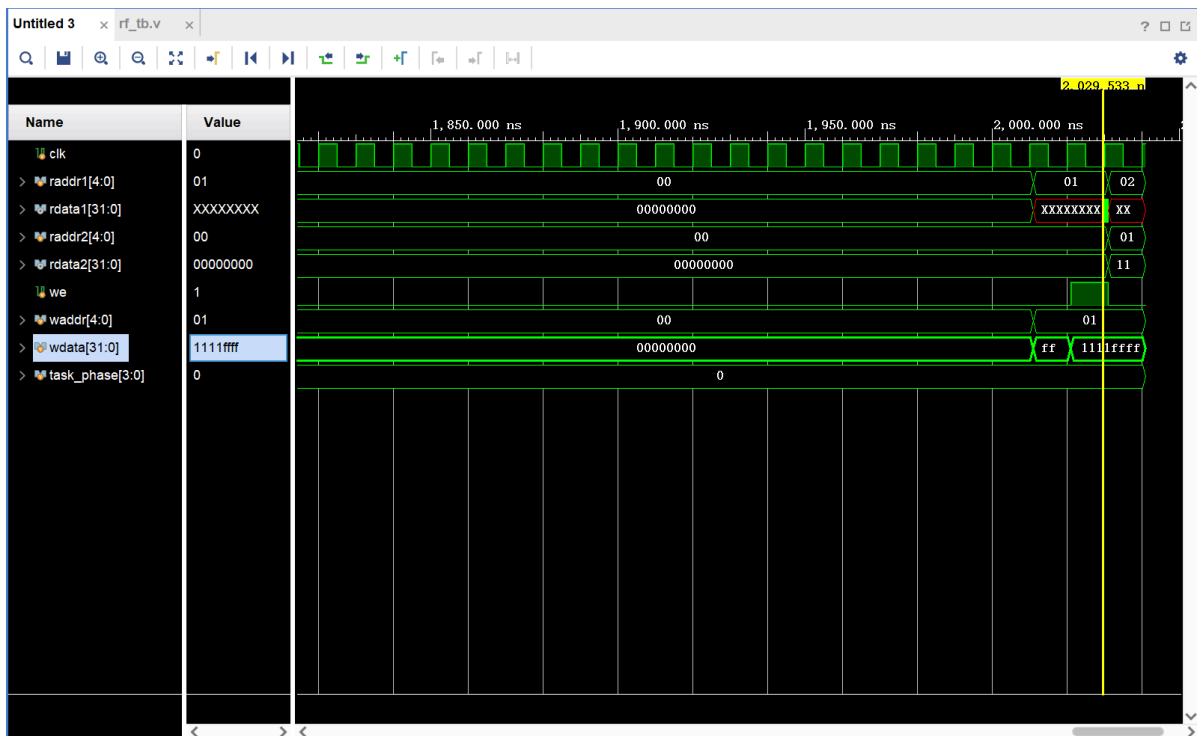 Untitled 3 × rf_tb.v ×
2,029.533 n
Name Value
1,850.000 ns 1,900.000 ns 1,950.000 ns 2,000.000 ns
clk 0
raddr1[4:0] 01 00 01 02
rdata1[31:0] XXXXXXXX 00000000 XXXXXXXX XX
raddr2[4:0] 00 00 01
rdata2[31:0] 00000000 00000000 11
we 1
waddr[4:0] 01 00 01
wdata[31:0] 1111ffff 00000000 ff 1111ffff
task_phase[3:0] 0 0